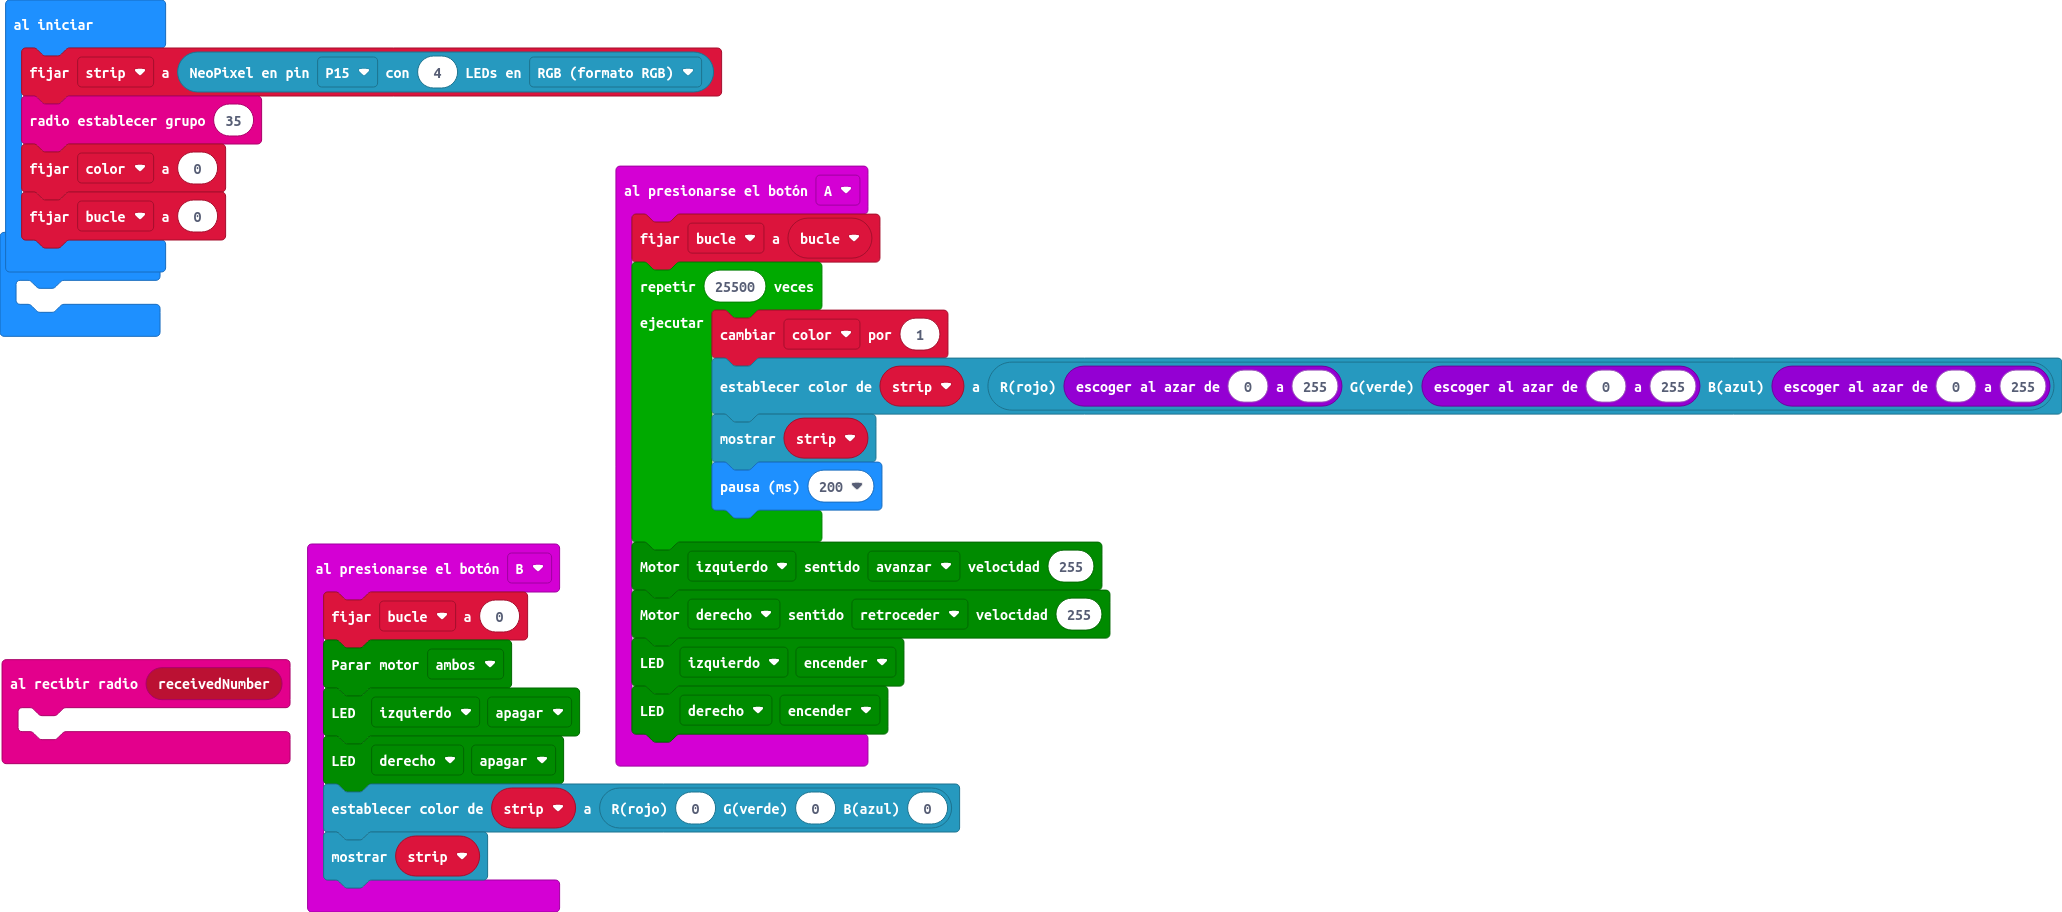 al iniciar
fijar strip a NeoPixel en pin P15 con 4 LEDs en RGB (formato RGB)
radio establecer grupo 35
fijar color a 0
fijar bucle a 0
al presionarse el botón A
fijar bucle a bucle
repetir 25500 veces
ejecutar
cambiar color por 1
establecer color de strip a R(rojo) escoger al azar de 0 a 255 G(verde) escoger al azar de 0 a 255 B(azul) escoger al azar de 0 a 255
mostrar strip
pausa (ms) 200
Motor izquierdo sentido avanzar velocidad 255
Motor derecho sentido retroceder velocidad 255
LED izquierdo encender
LED derecho encender
al presionarse el botón B
fijar bucle a 0
Parar motor ambos
LED izquierdo apagar
LED derecho apagar
establecer color de strip a R(rojo) 0 G(verde) 0 B(azul) 0
mostrar strip
al recibir radio receivedNumber